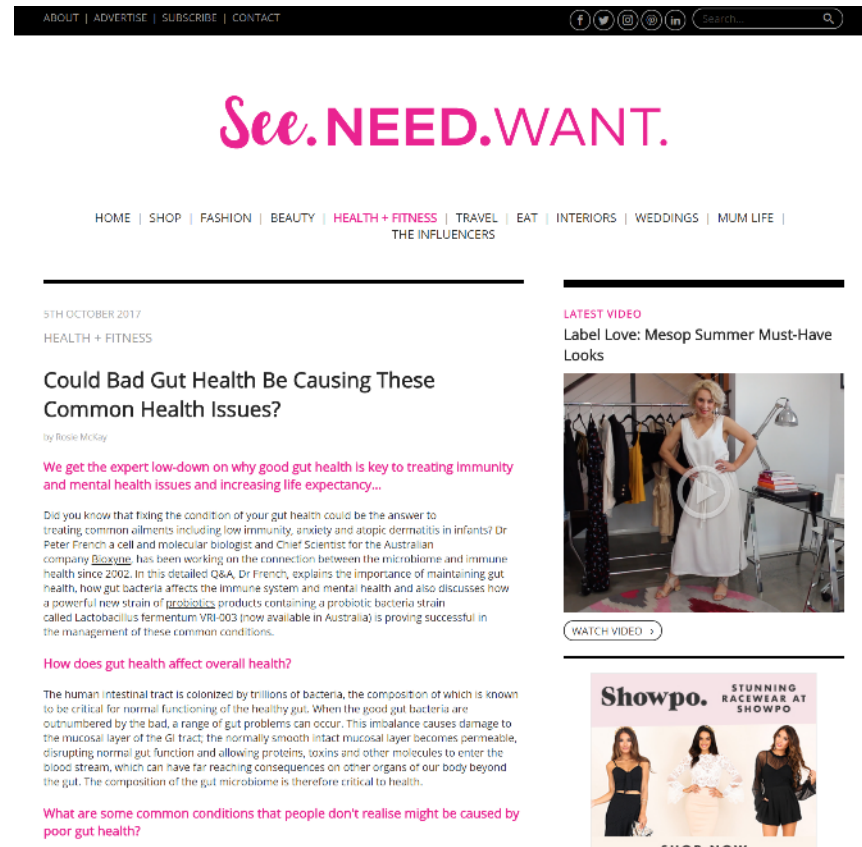 ABOUT | ADVERTISE | SUBSCRIBE | CONTACT
Search...
See. NEED. WANT.
HOME | SHOP | FASHION | BEAUTY | HEALTH + FITNESS | TRAVEL | EAT | INTERIORS | WEDDINGS | MUM LIFE |
THE INFLUENCERS
5TH OCTOBER 2017
HEALTH + FITNESS
Could Bad Gut Health Be Causing These
Common Health Issues?
by Rosie McKay
We get the expert low-down on why good gut health is key to treating immunity
and mental health issues and increasing life expectancy...
Did you know that fixing the condition of your gut health could be the answer to
treating common ailments including low immunity, anxiety and atopic dermatitis in infants? Dr
Peter French a cell and molecular biologist and Chief Scientist for the Australian
company Bioxyne, has been working on the connection between the microbiome and immune
health since 2002. In this detailed Q&A, Dr French, explains the importance of maintaining gut
health, how gut bacteria affects the immune system and mental health and also discusses how
a powerful new strain of probiotics products containing a probiotic bacteria strain
called Lactobacillus fermentum VRI-003 (now available in Australia) is proving successful in
the management of these common conditions.
How does gut health affect overall health?
The human intestinal tract is colonized by trillions of bacteria, the composition of which is known
to be critical for normal functioning of the healthy gut. When the good gut bacteria are
outnumbered by the bad, a range of gut problems can occur. This imbalance causes damage to
the mucosal layer of the GI tract; the normally smooth intact mucosal layer becomes permeable,
disrupting normal gut function and allowing proteins, toxins and other molecules to enter the
blood stream, which can have far reaching consequences on other organs of our body beyond
the gut. The composition of the gut microbiome is therefore critical to health.
What are some common conditions that people don't realise might be caused by
poor gut health?
LATEST VIDEO
Label Love: Mesop Summer Must-Have
Looks
WATCH VIDEO
Showpo.
STUNNING
RACEWEAR AT
SHOWPO
SHOP NOW